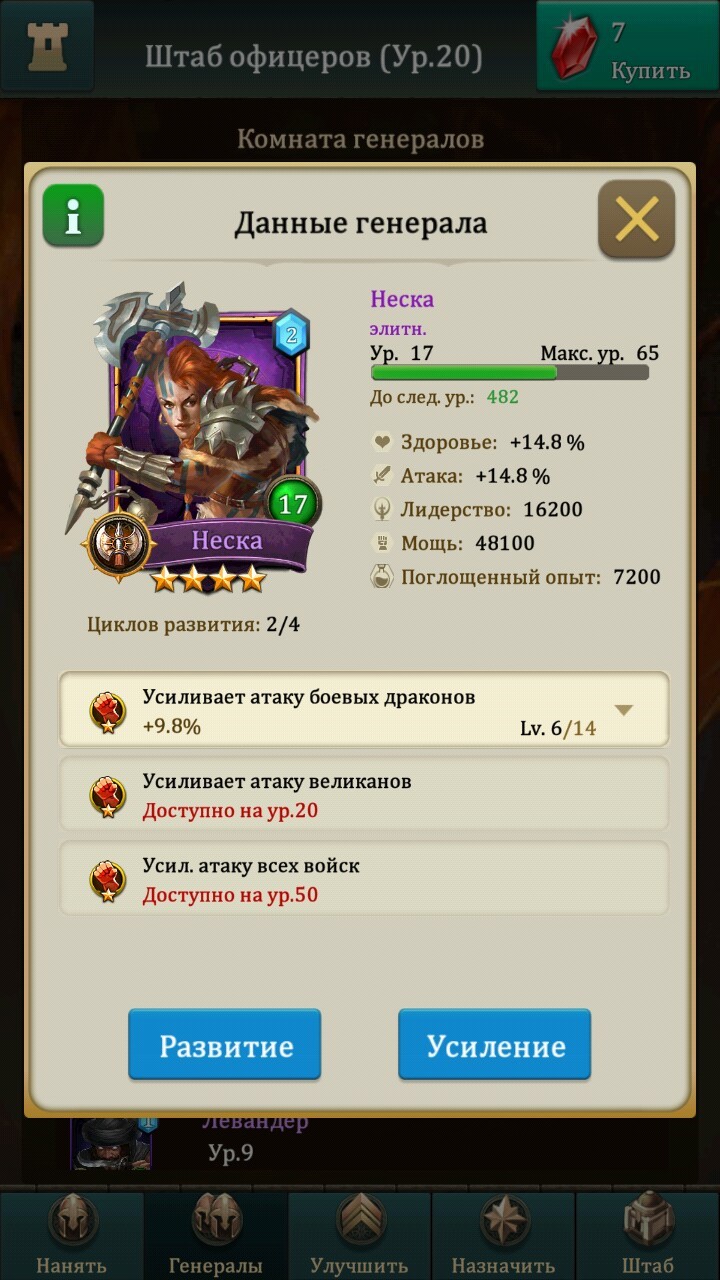 Штаб офицеров (Ур.20)
7
Купить
Комната генералов
Данные генерала
2
17
Неска
Циклов развития: 2/4
Неска
элитн.
Ур. 17 Макс. ур. 65
До след. ур.: 482
Здоровье: +14.8 %
Атака: +14.8 %
Лидерство: 16200
Мощь: 48100
Поглощенный опыт: 7200
Усиливает атаку боевых драконов
+9.8% Lv. 6/14
Усиливает атаку великанов
Доступно на ур.20
Усил. атаку всех войск
Доступно на ур.50
Развитие Усиление
1
Левандер
Ур.9
Нанять Генералы Улучшить Назначить Штаб